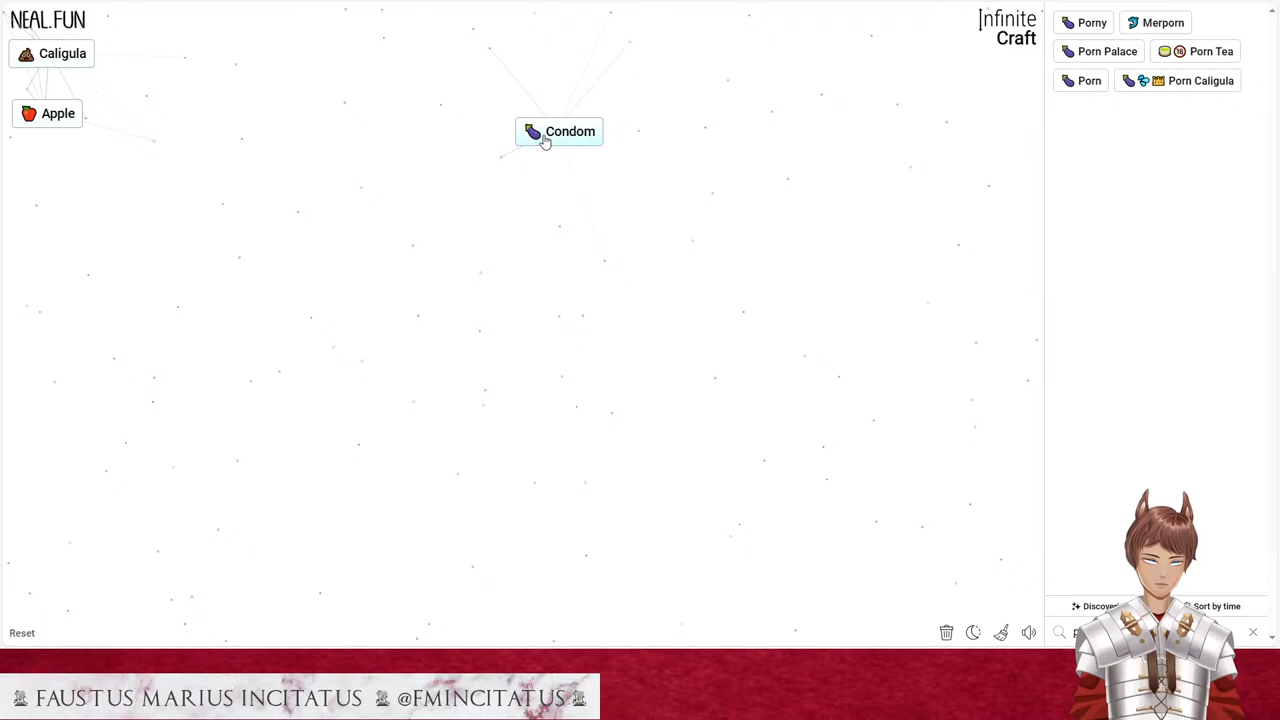 NEAL.FUN
Infinite
Craft
Caligula
Apple
Condom
Porny
Merporn
Porn Palace
18
Porn Tea
Porn
Porn Caligula
Sort by time
Reset
FAUSTUS MARIUS INCITATUS @FMINCITATUS